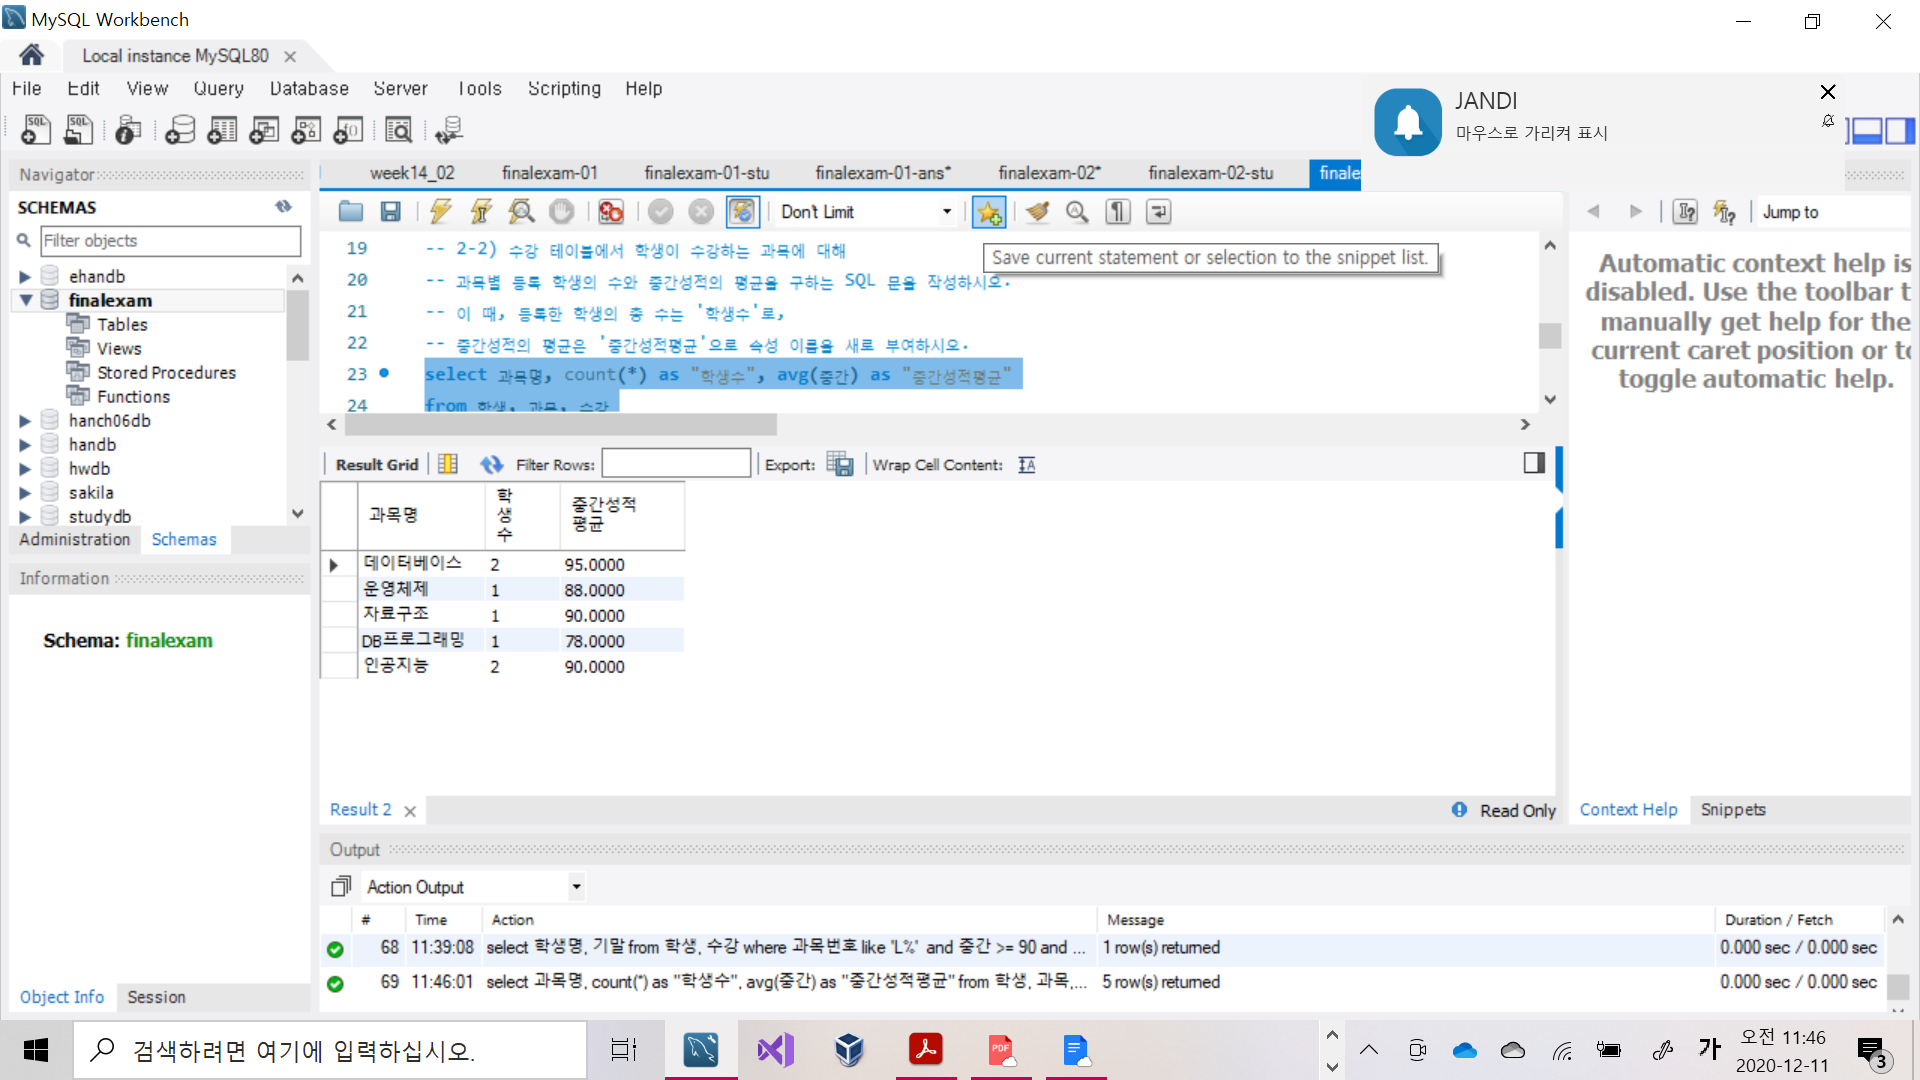 MySQL Workbench
Local instance MySQL80
File Edit View Query Database Server Tools Scripting Help
JANDI
마우스로 가리켜 표시
Navigator
SCHEMAS
Filter objects
ehandb
finalexam
Tables
Views
Stored Procedures
Functions
hanch06db
handb
hwdb
sakila
studydb
Administration Schemas
Information
Schema: finalexam
Object Info Session
week14_02 finalexam-01 finalexam-01-stu finalexam-01-ans* finalexam-02* finalexam-02-stu finale
Don't Limit
Save current statement or selection to the snippet list.
19 -- 2-2) 수강 테이블에서 학생이 수강하는 과목에 대해
20 -- 과목별 등록 학생의 수와 중간성적의 평균을 구하는 SQL 문을 작성하시오.
21 -- 이 때, 등록한 학생의 총 수는 '학생수'로,
22 -- 중간성적의 평균은 '중간성적평균'으로 속성 이름을 새로 부여하시오.
23 select 과목명, count(*) as "학생수", avg(중간) as "중간성적평균"
24 from 학생, 과목, 수강
Jump to
Automatic context help is
disabled. Use the toolbar t
manually get help for the
current caret position or to
toggle automatic help.
Result Grid Filter Rows: Export: Wrap Cell Content:
과목명 학생수 중간성적평균
데이터베이스 2 95.0000
운영체제 1 88.0000
자료구조 1 90.0000
DB프로그래밍 1 78.0000
인공지능 2 90.0000
Result 2
Read Only
Context Help Snippets
Output
Action Output
# Time Action Message Duration / Fetch
68 11:39:08 select 학생명, 기말 from 학생, 수강 where 과목번호 like 'L%' and 중간 >= 90 and ... 1 row(s) returned 0.000 sec / 0.000 sec
69 11:46:01 select 과목명, count(*) as "학생수", avg(중간) as "중간성적평균" from 학생, 과목,... 5 row(s) returned 0.000 sec / 0.000 sec
검색하려면 여기에 입력하십시오.
가
오전 11:46
2020-12-11
3